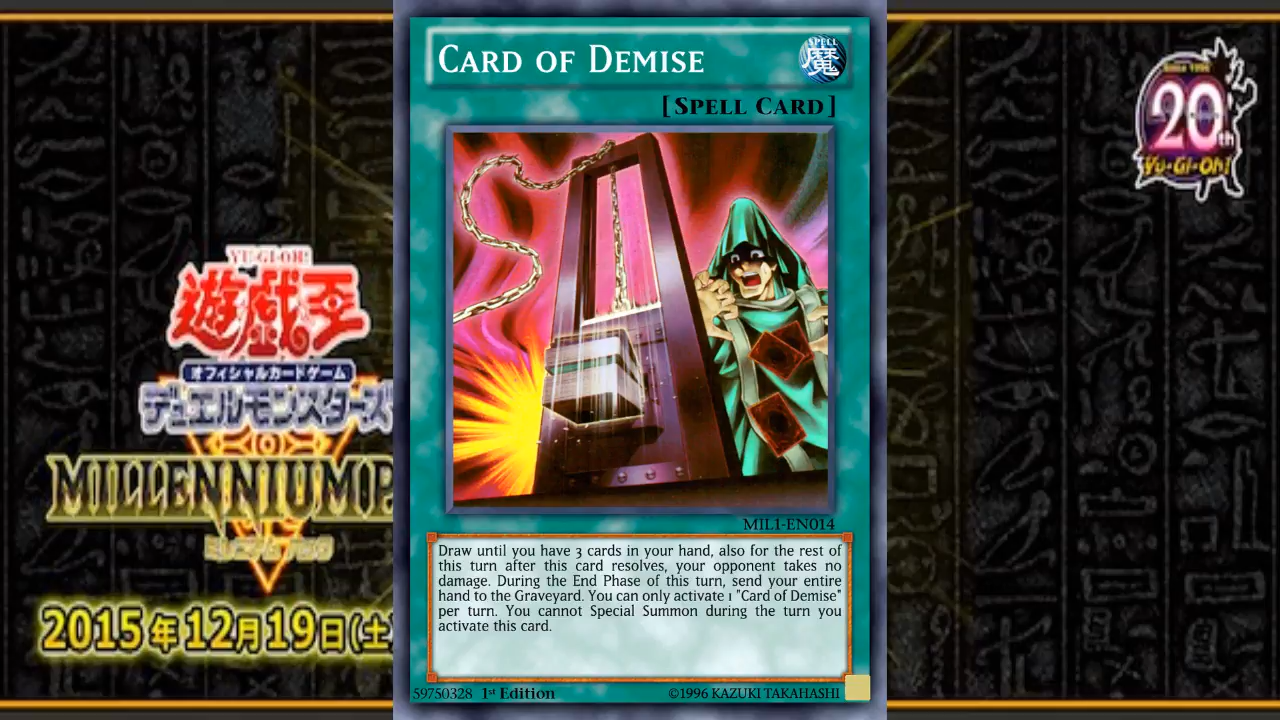 CARD OF DEMISE
SPELL
魔
[SPELL CARD]
MIL1-EN014
Draw until you have 3 cards in your hand, also for the rest of
this turn after this card resolves, your opponent takes no
damage. During the End Phase of this turn, send your entire
hand to the Graveyard. You can only activate 1 "Card of Demise"
per turn. You cannot Special Summon during the turn you
activate this card.
59750328 1st Edition
©1996 KAZUKI TAKAHASHI
YU-GI-OH!
遊戯王
オフィシャルカードゲーム
デュエルモンスターズ
MILLENNIUM P
ミレニアムパック
2015年12月19日(土
Since 1996
20th
Yu-Gi-Oh!